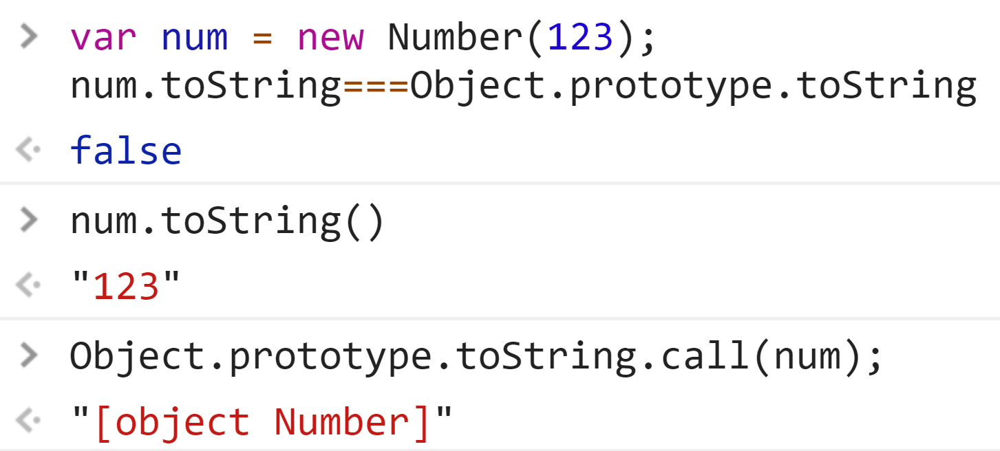 var num = new Number(123);
num.toString===Object.prototype.toString
false
num.toString()
"123"
Object.prototype.toString.call(num);
"[object Number]"